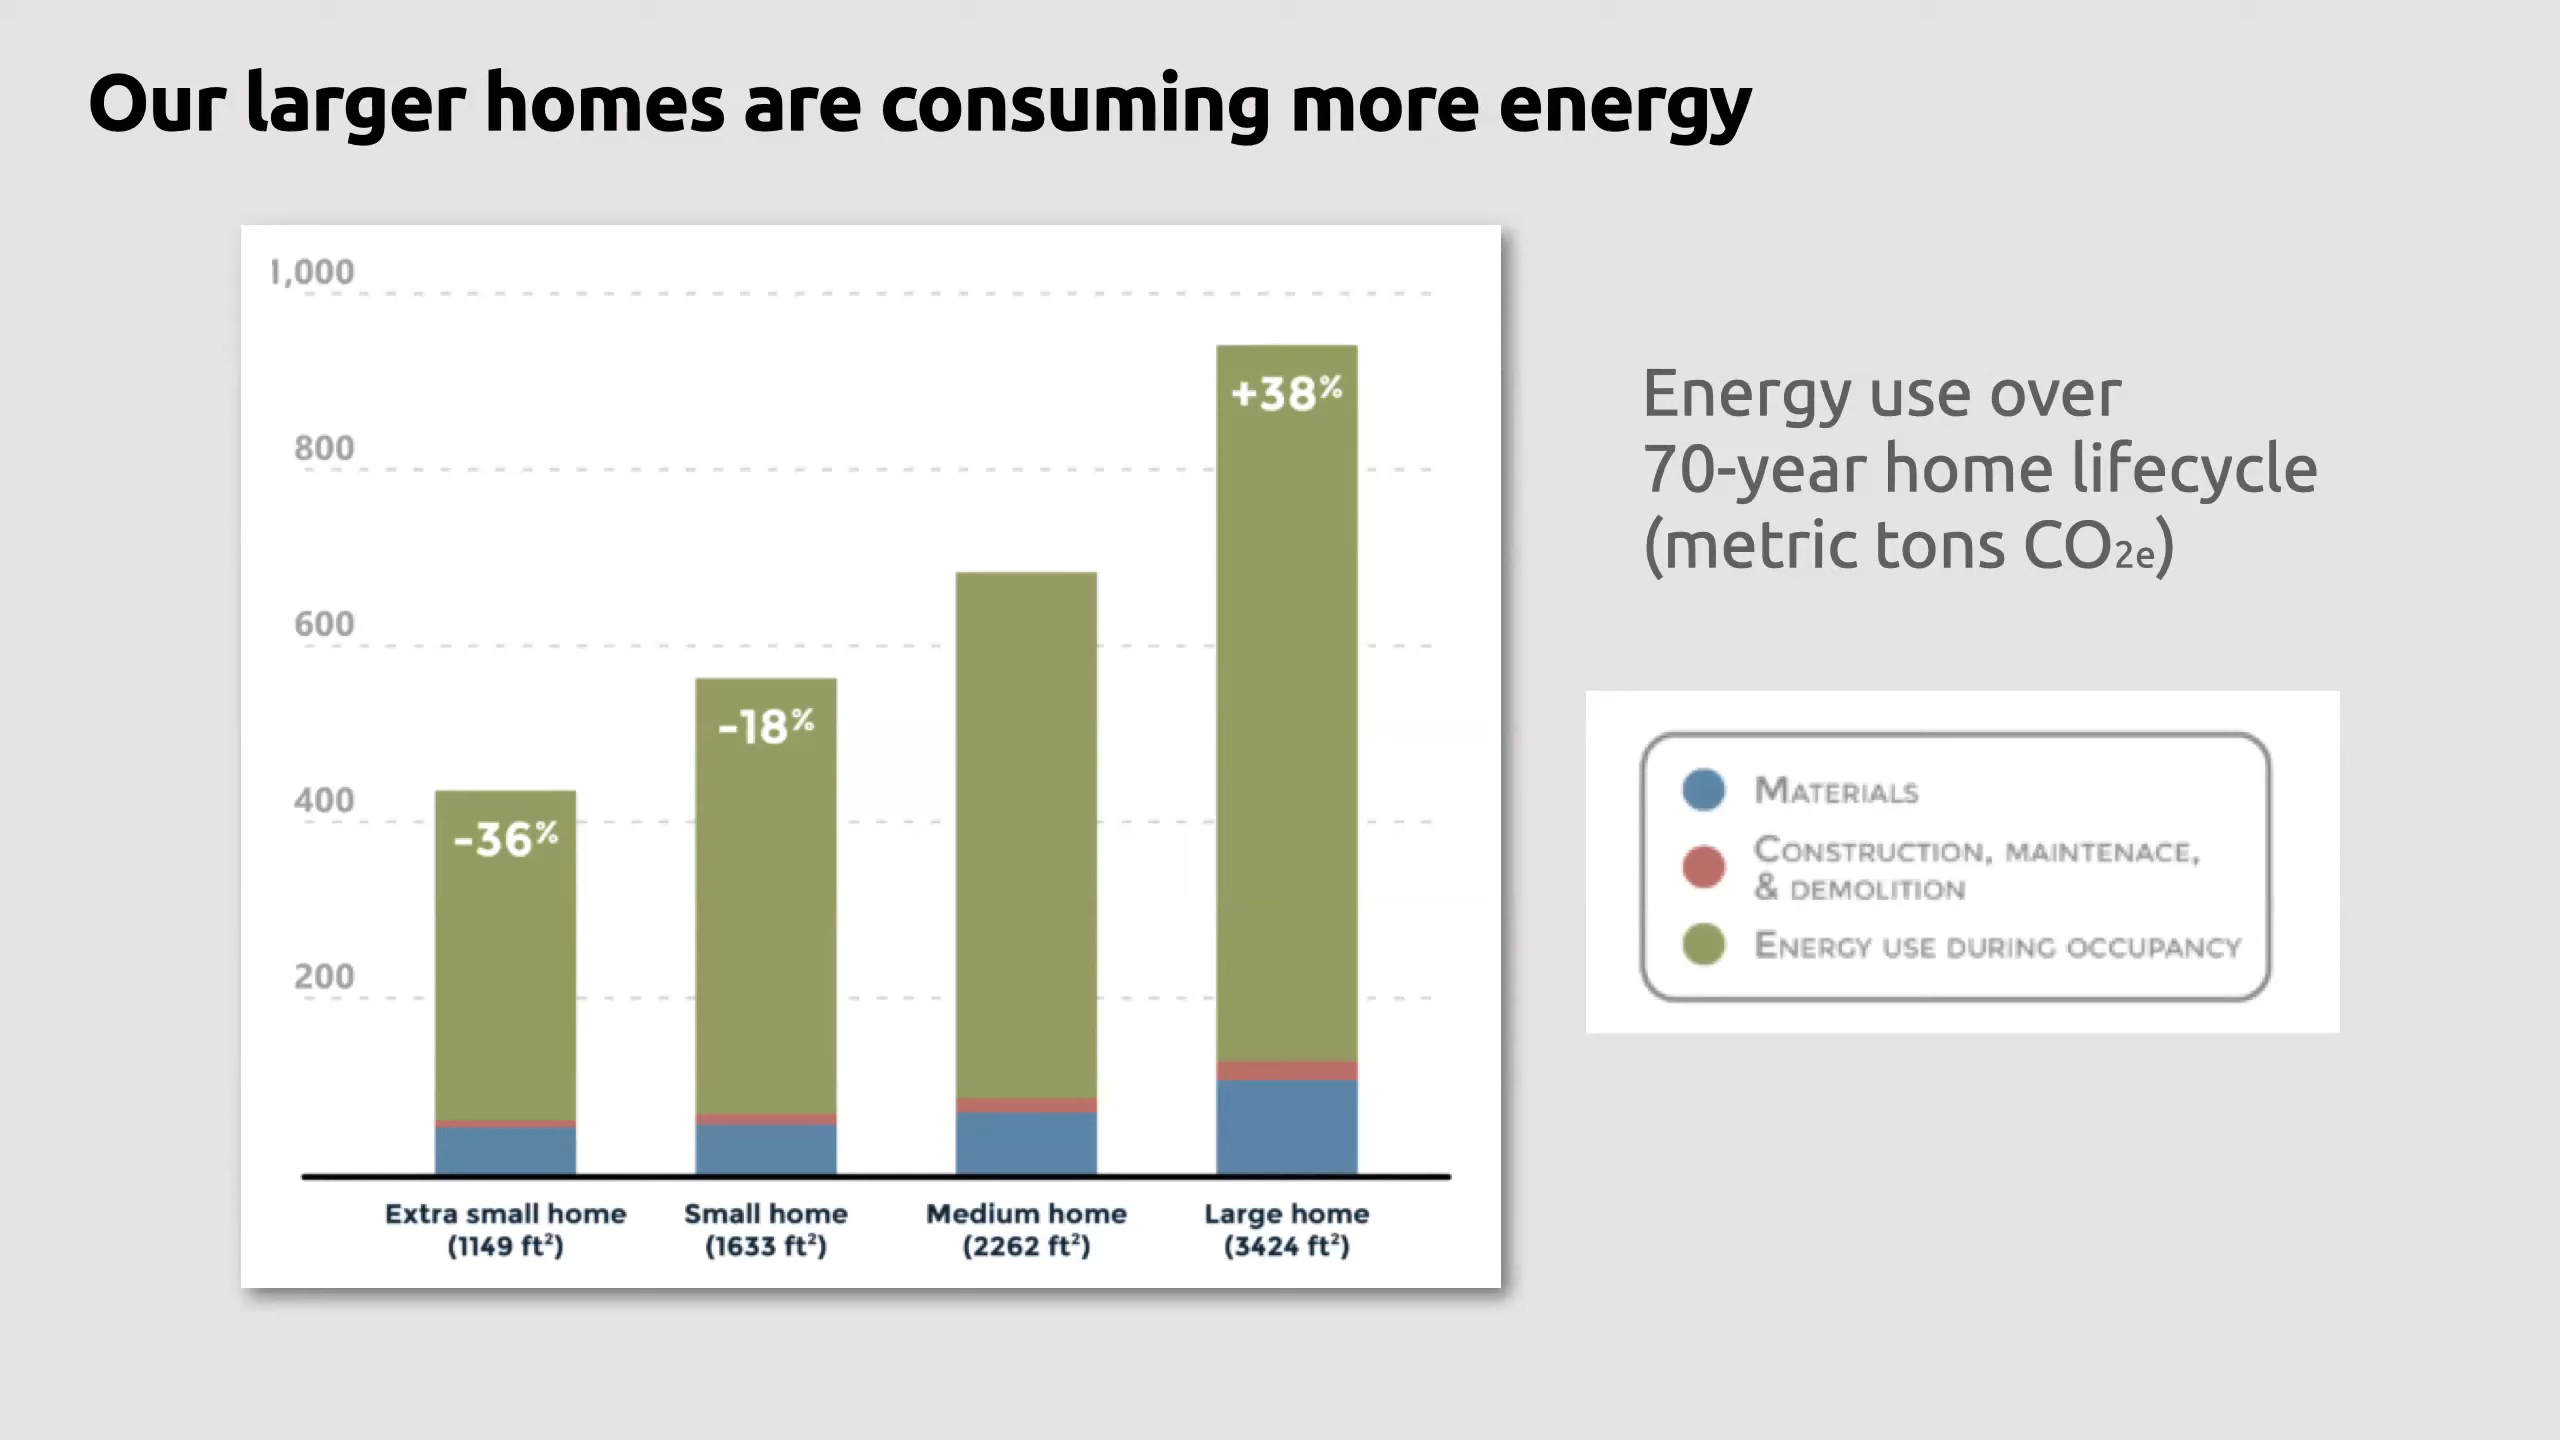 Our larger homes are consuming more energy
1,000
800
600
400
200
-36%
-18%
+38%
Extra small home
(1149 ft²)
Small home
(1633 ft²)
Medium home
(2262 ft²)
Large home
(3424 ft²)
Energy use over
70-year home lifecycle
(metric tons CO2e)
MATERIALS
CONSTRUCTION, MAINTENACE,
& DEMOLITION
ENERGY USE DURING OCCUPANCY